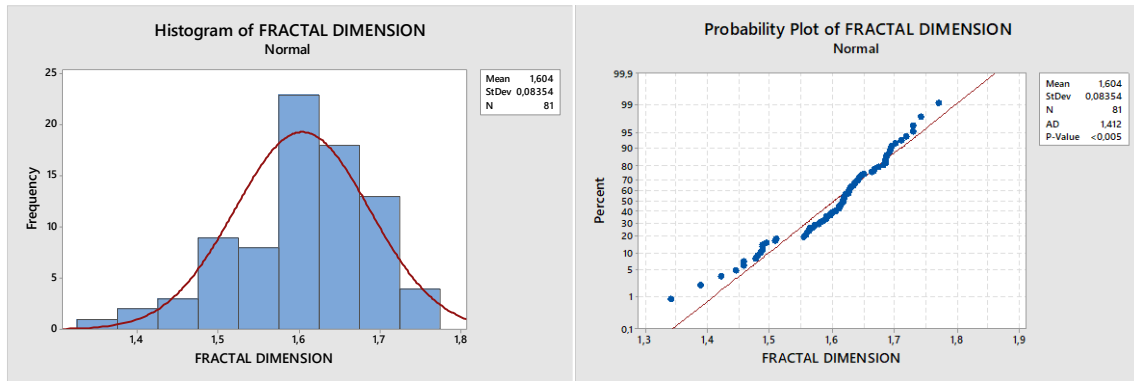 Histogram of FRACTAL DIMENSION
Normal
Mean 1,604
StDev 0,08354
N 81
25
20
15
10
5
0
Frequency
1,4 1,5 1,6 1,7 1,8
FRACTAL DIMENSION
Probability Plot of FRACTAL DIMENSION
Normal
Mean 1,604
StDev 0,08354
N 81
AD 1,412
P-Value <0,005
99,9
99
95
90
80
70
60
50
40
30
20
10
5
1
0,1
Percent
1,3 1,4 1,5 1,6 1,7 1,8 1,9
FRACTAL DIMENSION